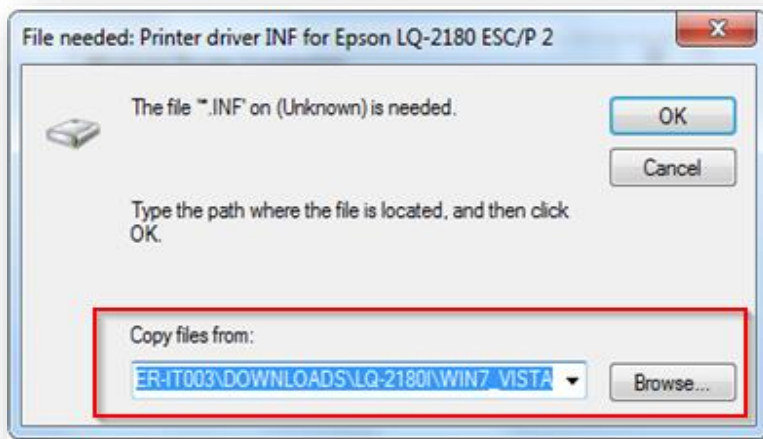 File needed: Printer driver INF for Epson LQ-2180 ESC/P 2
The file '*.INF' on (Unknown) is needed.
OK
Cancel
Type the path where the file is located, and then click
OK.
Copy files from:
ER-IT003\DOWNLOADS\LQ-2180I\WIN7_VISTA
Browse...